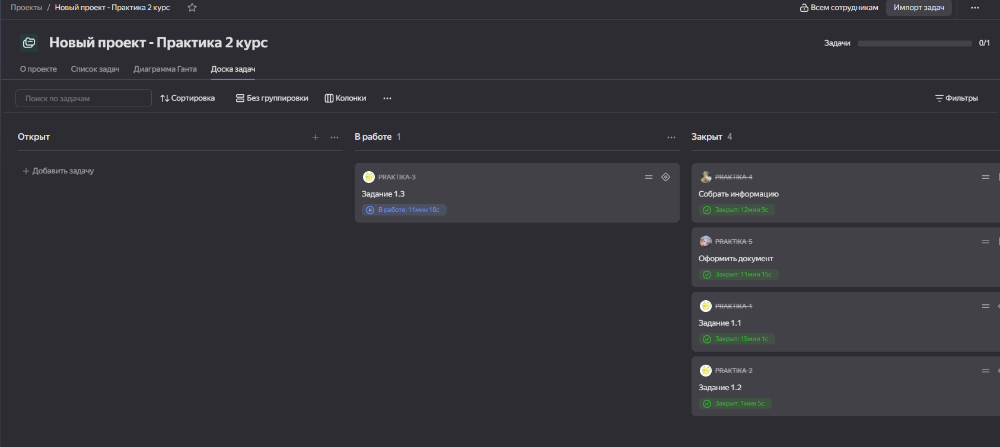 Проекты / Новый проект - Практика 2 курс
Всем сотрудникам
Импорт задач
Новый проект - Практика 2 курс
Задачи 0/1
О проекте
Список задач
Диаграмма Ганта
Доска задач
Поиск по задачам
Сортировка
Без группировки
Колонки
Фильтры
Открыт
Добавить задачу
В работе 1
PRAKTIKA-3
Задание 1.3
В работе: 11мин 18с
Закрыт 4
PRAKTIKA-4
Собрать информацию
Закрыт: 12мин 9с
PRAKTIKA-5
Оформить документ
Закрыт: 11мин 15с
PRAKTIKA-1
Задание 1.1
Закрыт: 15мин 1с
PRAKTIKA-2
Задание 1.2
Закрыт: 1мин 5с